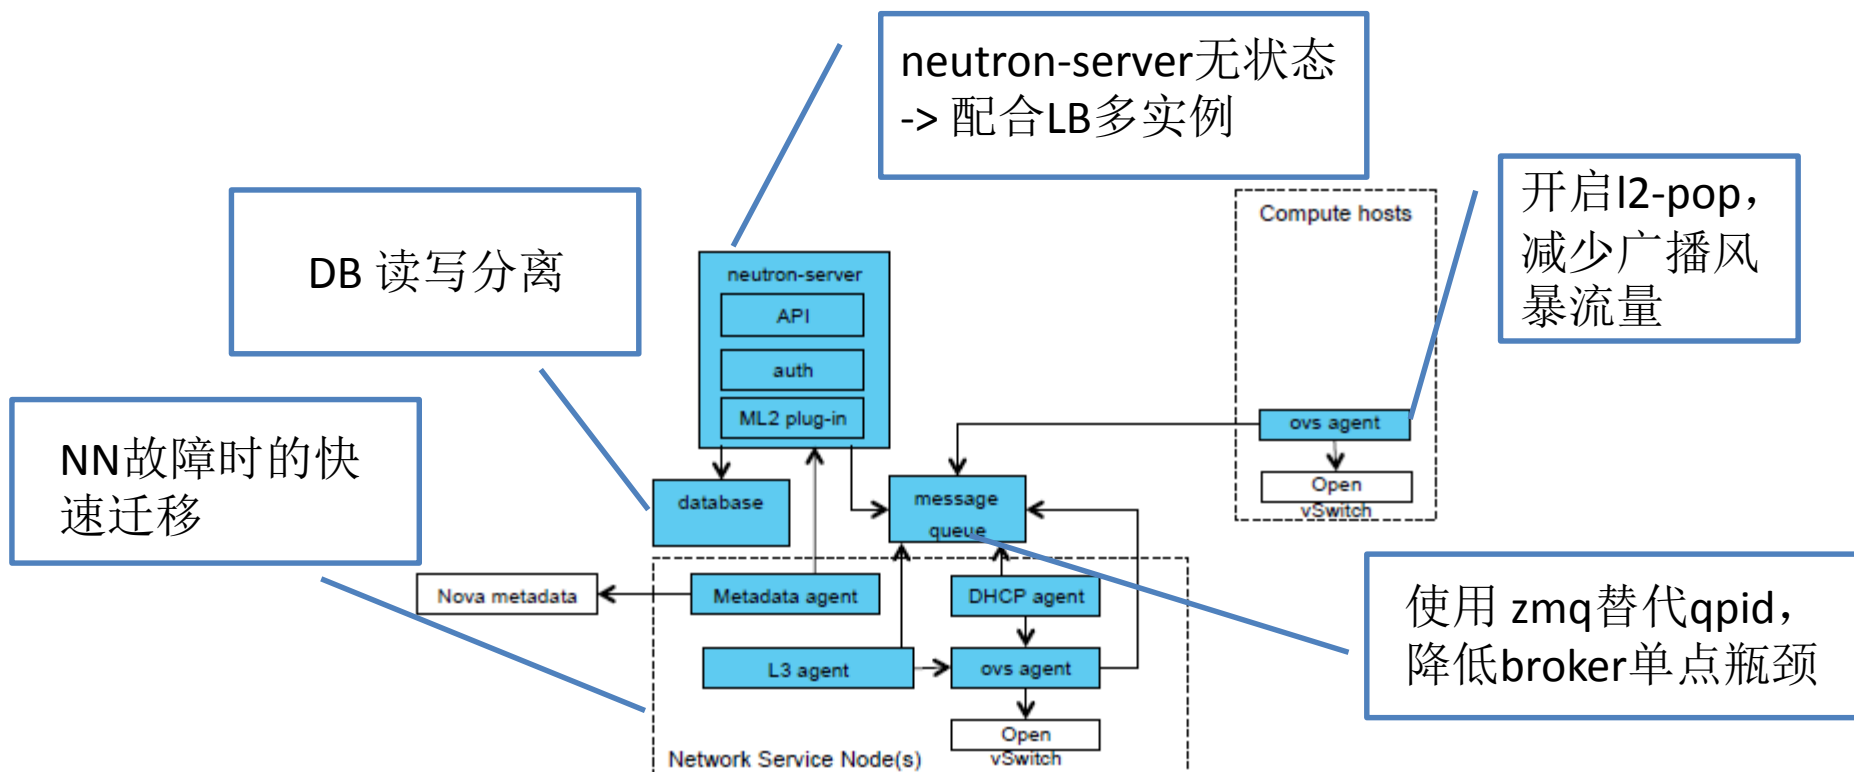 neutron-server无状态
-> 配合LB多实例
开启l2-pop，
减少广播风
暴流量
Compute hosts
DB 读写分离
neutron-server
API
auth
ML2 plug-in
ovs agent
Open
vSwitch
NN故障时的快
速迁移
database
message
queue
Nova metadata
Metadata agent
DHCP agent
使用 zmq替代qpid，
降低broker单点瓶颈
L3 agent
ovs agent
Open
vSwitch
Network Service Node(s)